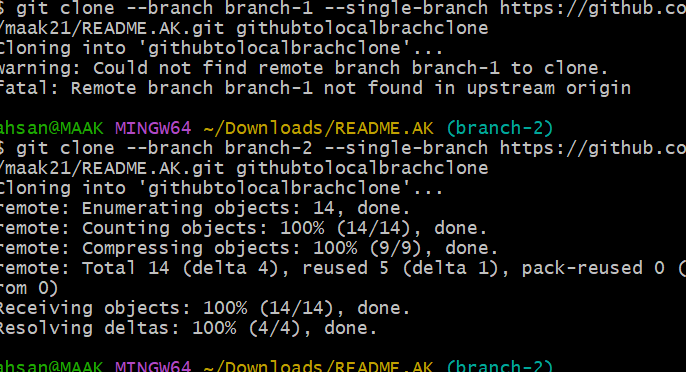 $ git clone --branch branch-1 --single-branch https://github.co
/maak21/README.AK.git githubtolocalbrachclone
Cloning into 'githubtolocalbrachclone'...
warning: Could not find remote branch branch-1 to clone.
fatal: Remote branch branch-1 not found in upstream origin
ahsan@MAAK MINGW64 ~/Downloads/README.AK (branch-2)
$ git clone --branch branch-2 --single-branch https://github.co
/maak21/README.AK.git githubtolocalbrachclone
Cloning into 'githubtolocalbrachclone'...
remote: Enumerating objects: 14, done.
remote: Counting objects: 100% (14/14), done.
remote: Compressing objects: 100% (9/9), done.
remote: Total 14 (delta 4), reused 5 (delta 1), pack-reused 0 (
rom 0)
Receiving objects: 100% (14/14), done.
Resolving deltas: 100% (4/4), done.
ahsan@MAAK MINGW64 ~/Downloads/README.AK (branch-2)